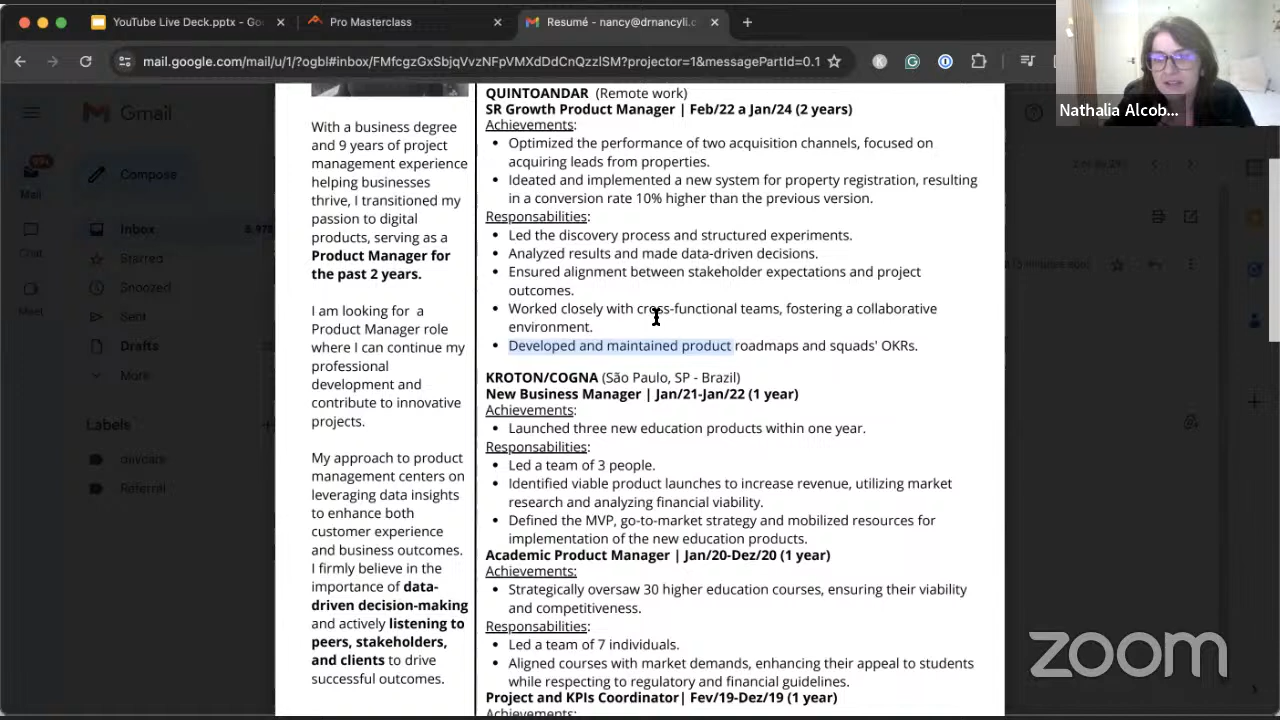 YouTube Live Deck.pptx - Go
Pro Masterclass
Resumé - nancy@drnancyli.c
mail.google.com/mail/u/1/?ogbl#inbox/FMfcgzGxSbjqVvzNFpVMXdDdCnQzzlSM?projector=1&messagePartId=0.1
Nathalia Alcob...
Gmail
99+
Mail
Chat
Meet
Compose
Inbox
8,978
Starred
Snoozed
Sent
Drafts
More
Labels
Referral
With a business degree
and 9 years of project
management experience
helping businesses
thrive, I transitioned my
passion to digital
products, serving as a
Product Manager for
the past 2 years.
I am looking for a
Product Manager role
where I can continue my
professional
development and
contribute to innovative
projects.
My approach to product
management centers on
leveraging data insights
to enhance both
customer experience
and business outcomes.
I firmly believe in the
importance of data-
driven decision-making
and actively listening to
peers, stakeholders,
and clients to drive
successful outcomes.
QUINTOANDAR (Remote work)
SR Growth Product Manager | Feb/22 a Jan/24 (2 years)
Achievements:
• Optimized the performance of two acquisition channels, focused on
acquiring leads from properties.
• Ideated and implemented a new system for property registration, resulting
in a conversion rate 10% higher than the previous version.
Responsabilities:
• Led the discovery process and structured experiments.
• Analyzed results and made data-driven decisions.
• Ensured alignment between stakeholder expectations and project
outcomes.
• Worked closely with cross-functional teams, fostering a collaborative
environment.
• Developed and maintained product roadmaps and squads' OKRs.
KROTON/COGNA (São Paulo, SP - Brazil)
New Business Manager | Jan/21-Jan/22 (1 year)
Achievements:
• Launched three new education products within one year.
Responsabilities:
• Led a team of 3 people.
• Identified viable product launches to increase revenue, utilizing market
research and analyzing financial viability.
• Defined the MVP, go-to-market strategy and mobilized resources for
implementation of the new education products.
Academic Product Manager | Jan/20-Dez/20 (1 year)
Achievements:
• Strategically oversaw 30 higher education courses, ensuring their viability
and competitiveness.
Responsabilities:
• Led a team of 7 individuals.
• Aligned courses with market demands, enhancing their appeal to students
while respecting to regulatory and financial guidelines.
Project and KPIs Coordinator| Fev/19-Dez/19 (1 year)
Achievements:
zoom